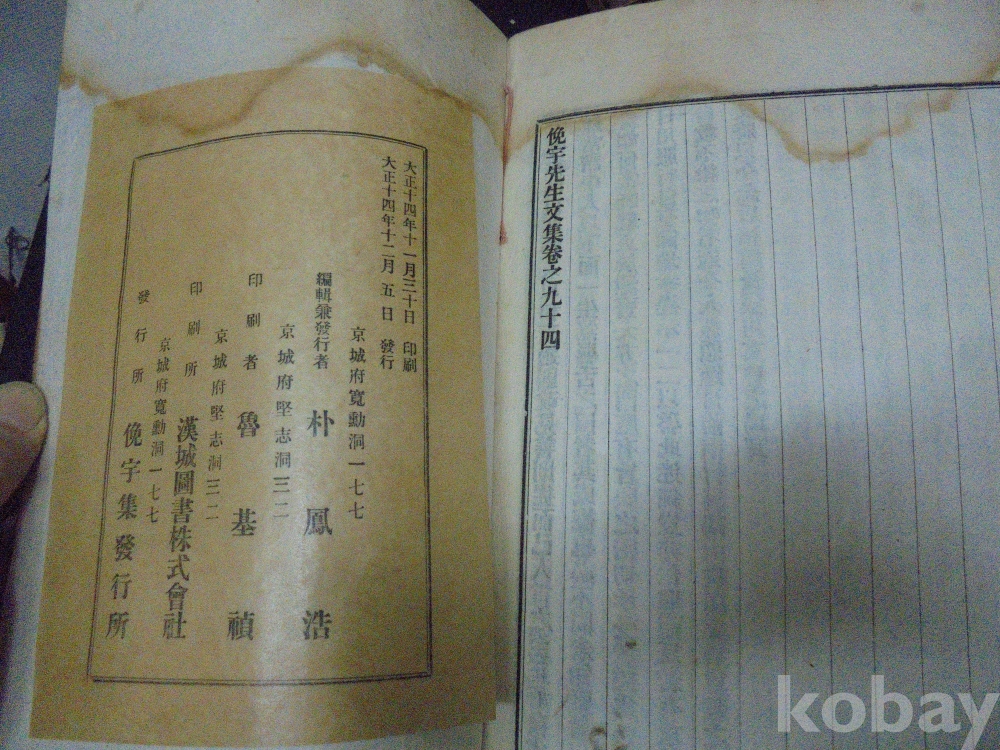 俛宇先生文集卷之九十四
大正十四年十一月三十日 印刷
大正十四年十二月五日 發行
京城府寬勳洞一七七
編輯兼發行者 朴鳳浩
京城府堅志洞三二
印刷者 魯基禎
京城府堅志洞三二
印刷所 漢城圖書株式會社
京城府寬勳洞一七七
發行所 俛宇集發行所
kobay